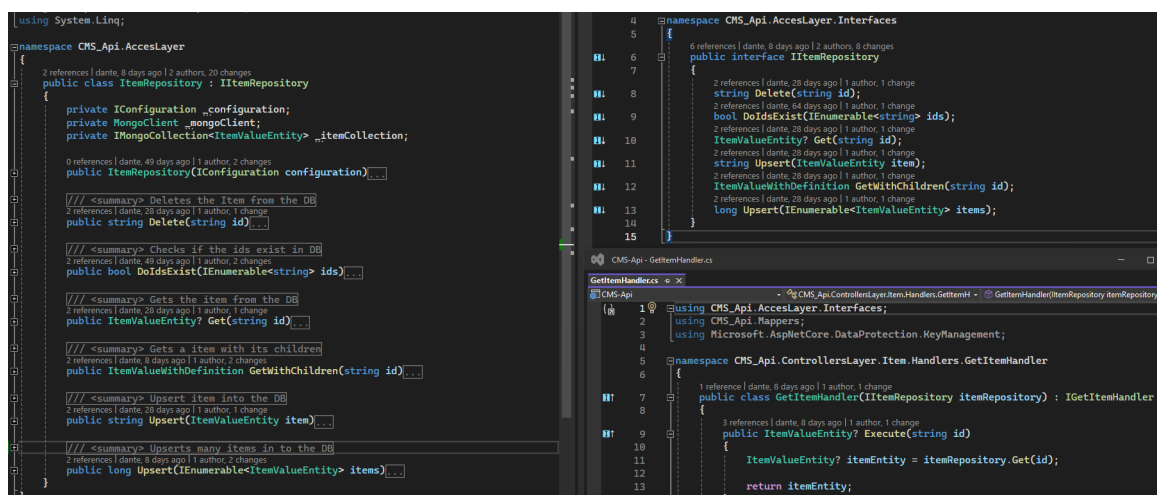 using System.Linq;
namespace CMS_Api.AccesLayer
{
2 references | dante, 8 days ago | 2 authors, 20 changes
public class ItemRepository : IItemRepository
{
private IConfiguration _configuration;
private MongoClient _mongoClient;
private IMongoCollection<ItemValueEntity> _itemCollection;
0 references | dante, 49 days ago | 1 author, 2 changes
public ItemRepository(IConfiguration configuration)...
/// <summary> Deletes the Item from the DB
2 references | dante, 28 days ago | 1 author, 1 change
public string Delete(string id)...
/// <summary> Checks if the ids exist in DB
2 references | dante, 49 days ago | 1 author, 2 changes
public bool DoIdsExist(IEnumerable<string> ids)...
/// <summary> Gets the item from the DB
2 references | dante, 28 days ago | 1 author, 1 change
public ItemValueEntity? Get(string id)...
/// <summary> Gets a item with its children
2 references | dante, 8 days ago | 1 author, 2 changes
public ItemValueWithDefinition GetWithChildren(string id)...
/// <summary> Upsert item into the DB
2 references | dante, 28 days ago | 1 author, 1 change
public string Upsert(ItemValueEntity item)...
/// <summary> Upserts many items in to the DB
2 references | dante, 8 days ago | 1 author, 2 changes
public long Upsert(IEnumerable<ItemValueEntity> items)...
}
4 namespace CMS_Api.AccesLayer.Interfaces
5 {
6 references | dante, 8 days ago | 2 authors, 8 changes
6 public interface IItemRepository
7 {
2 references | dante, 28 days ago | 1 author, 1 change
8 string Delete(string id);
2 references | dante, 64 days ago | 1 author, 1 change
9 bool DoIdsExist(IEnumerable<string> ids);
2 references | dante, 28 days ago | 1 author, 1 change
10 ItemValueEntity? Get(string id);
2 references | dante, 28 days ago | 1 author, 1 change
11 string Upsert(ItemValueEntity item);
2 references | dante, 28 days ago | 1 author, 1 change
12 ItemValueWithDefinition GetWithChildren(string id);
2 references | dante, 28 days ago | 1 author, 1 change
13 long Upsert(IEnumerable<ItemValueEntity> items);
14 }
15 }
CMS-Api - GetItemHandler.cs
GetItemHandler.cs
CMS-Api CMS_Api.ControllersLayer.Item.Handlers.GetItemH GetItemHandler(IItemRepository itemRepository
1 using CMS_Api.AccesLayer.Interfaces;
2 using CMS_Api.Mappers;
3 using Microsoft.AspNetCore.DataProtection.KeyManagement;
4
5 namespace CMS_Api.ControllersLayer.Item.Handlers.GetItemHandler
6 {
1 reference | dante, 8 days ago | 1 author, 1 change
7 public class GetItemHandler(IItemRepository itemRepository) : IGetItemHandler
8 {
3 references | dante, 8 days ago | 1 author, 1 change
9 public ItemValueEntity? Execute(string id)
10 {
11 ItemValueEntity? itemEntity = itemRepository.Get(id);
12
13 return itemEntity;